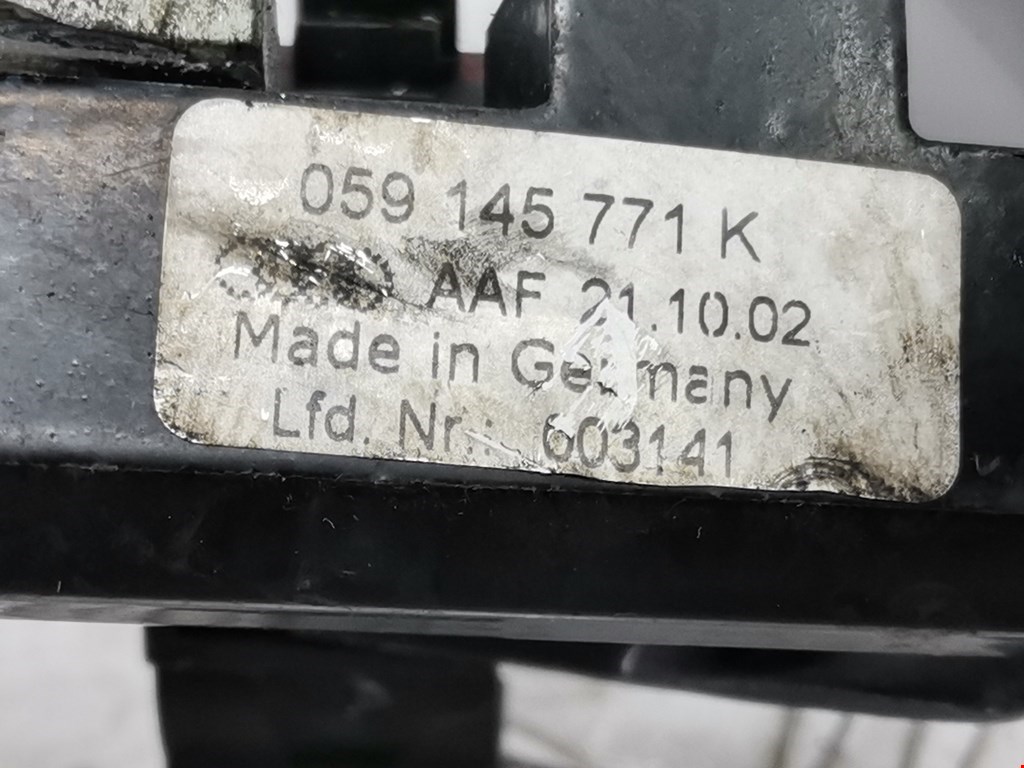 059 145 771 K
AAF 21.10.02
Made in Germany
Lfd. Nr.: 603141